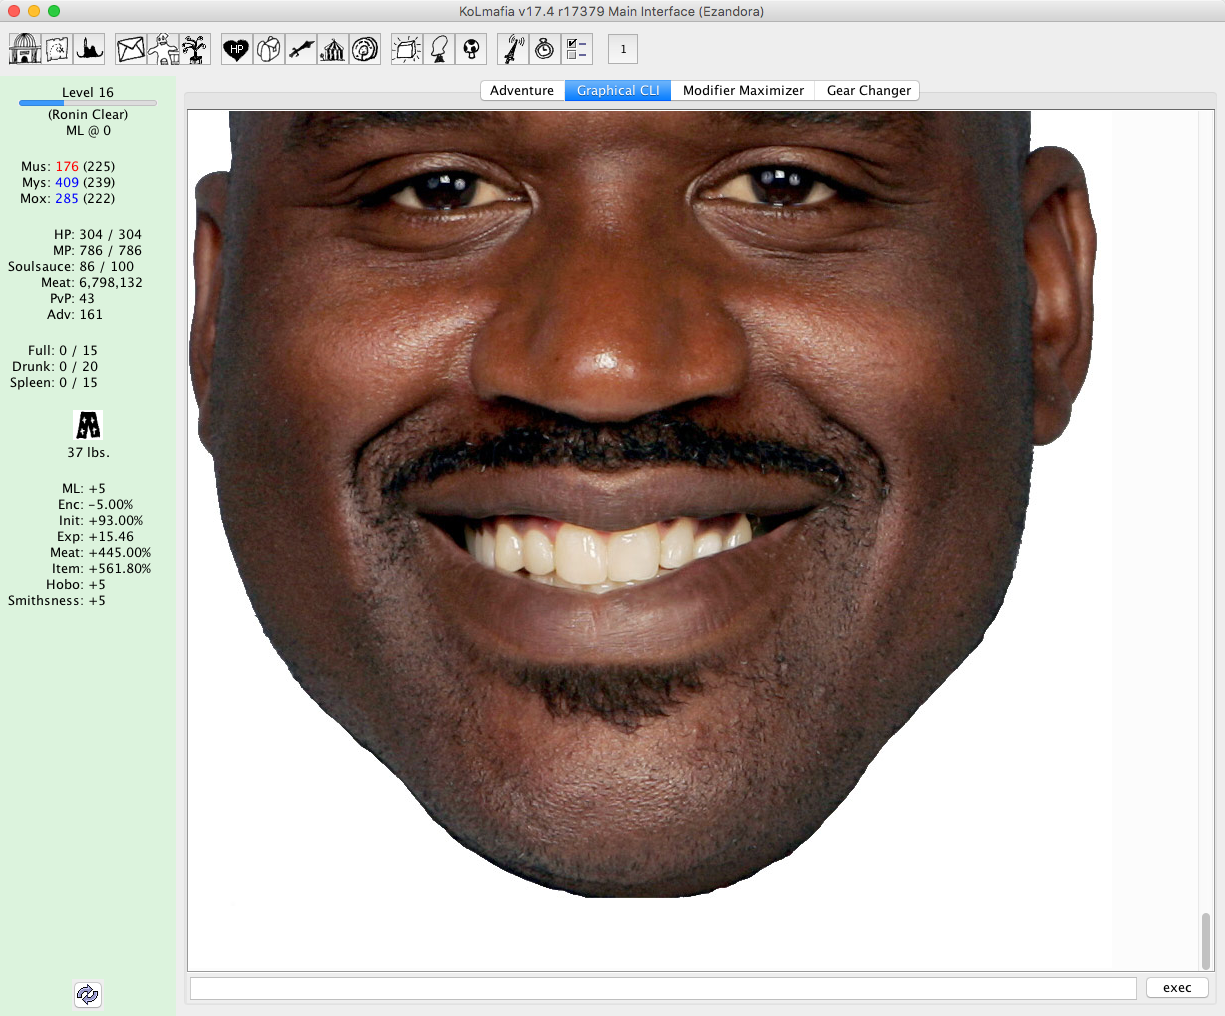 KoLmafia v17.4 r17379 Main Interface (Ezandora)
HP
1
Adventure
Graphical CLI
Modifier Maximizer
Gear Changer
Level 16
(Ronin Clear)
ML @ 0
Mus: 176 (225)
Mys: 409 (239)
Mox: 285 (222)
HP: 304 / 304
MP: 786 / 786
Soulsauce: 86 / 100
Meat: 6,798,132
PvP: 43
Adv: 161
Full: 0 / 15
Drunk: 0 / 20
Spleen: 0 / 15
37 lbs.
ML: +5
Enc: -5.00%
Init: +93.00%
Exp: +15.46
Meat: +445.00%
Item: +561.80%
Hobo: +5
Smithsness: +5
exec